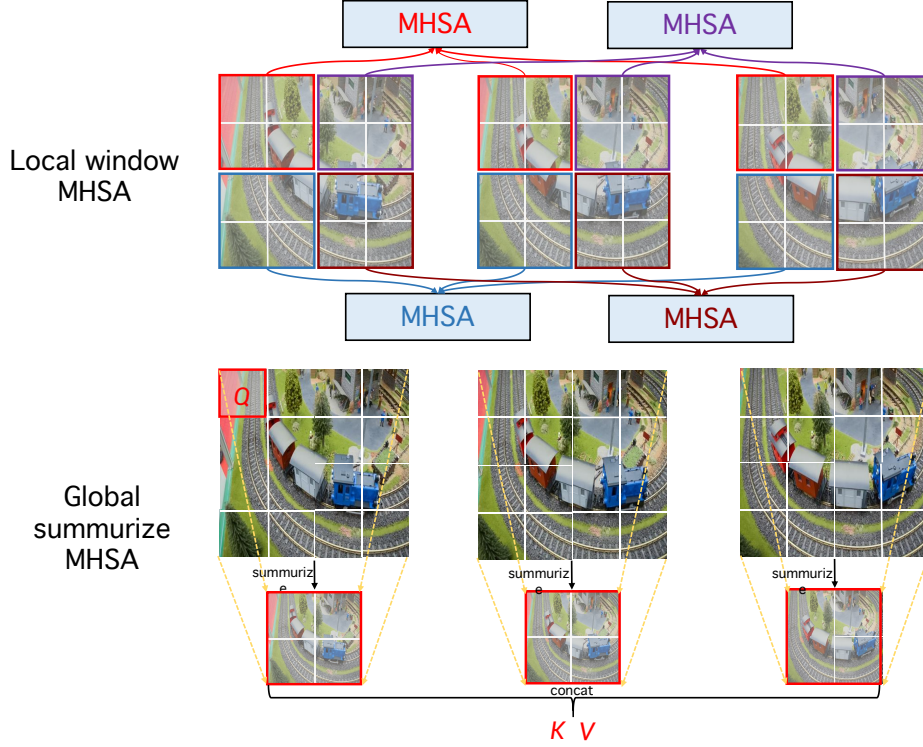 MHSA
MHSA
Local window
MHSA
MHSA
MHSA
Q
Global
summurize
MHSA
summuriz
e
summuriz
e
summuriz
e
concat
K V